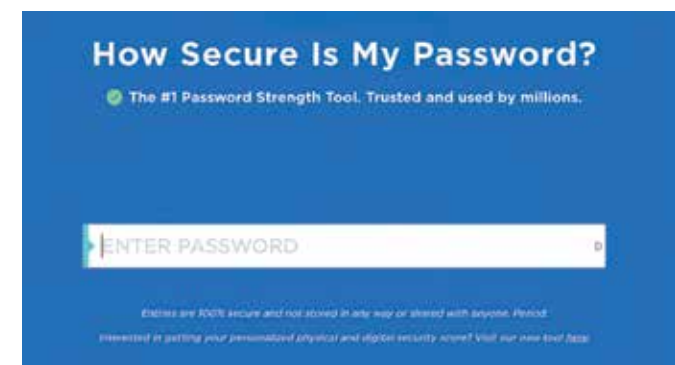 How Secure Is My Password?
The #1 Password Strength Tool. Trusted and used by millions.
ENTER PASSWORD
Entries are 100% secure and not stored in any way or shared with anyone. Period.
Interested in getting your personalized physical and digital security score? Visit our new tool here.